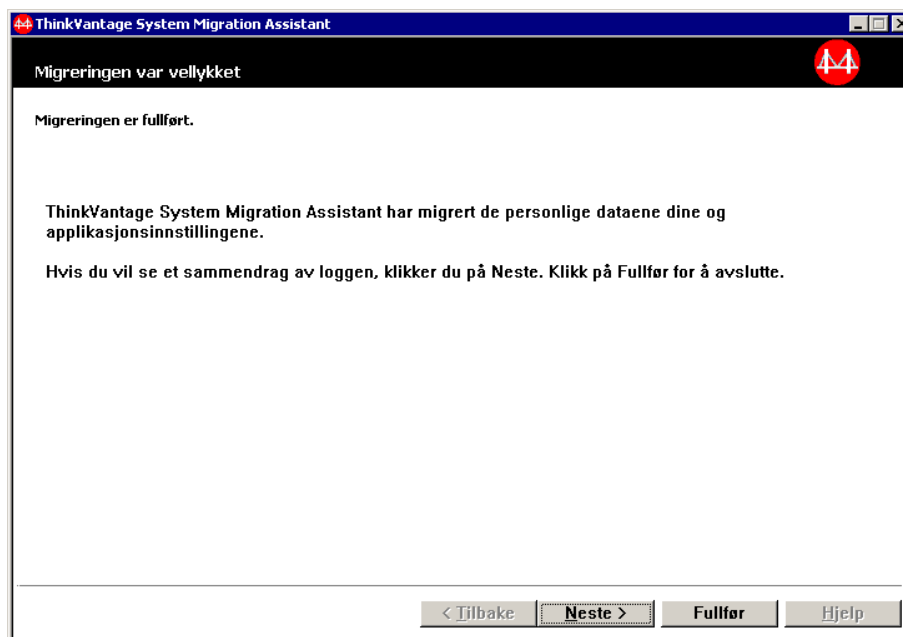 ThinkVantage System Migration Assistant
Migreringen var vellykket
Migreringen er fullført.
ThinkVantage System Migration Assistant har migrert de personlige dataene dine og
applikasjonsinnstillingene.
Hvis du vil se et sammendrag av loggen, klikker du på Neste. Klikk på Fullfør for å avslutte.
< Tilbake Neste > Fullfør Hjelp